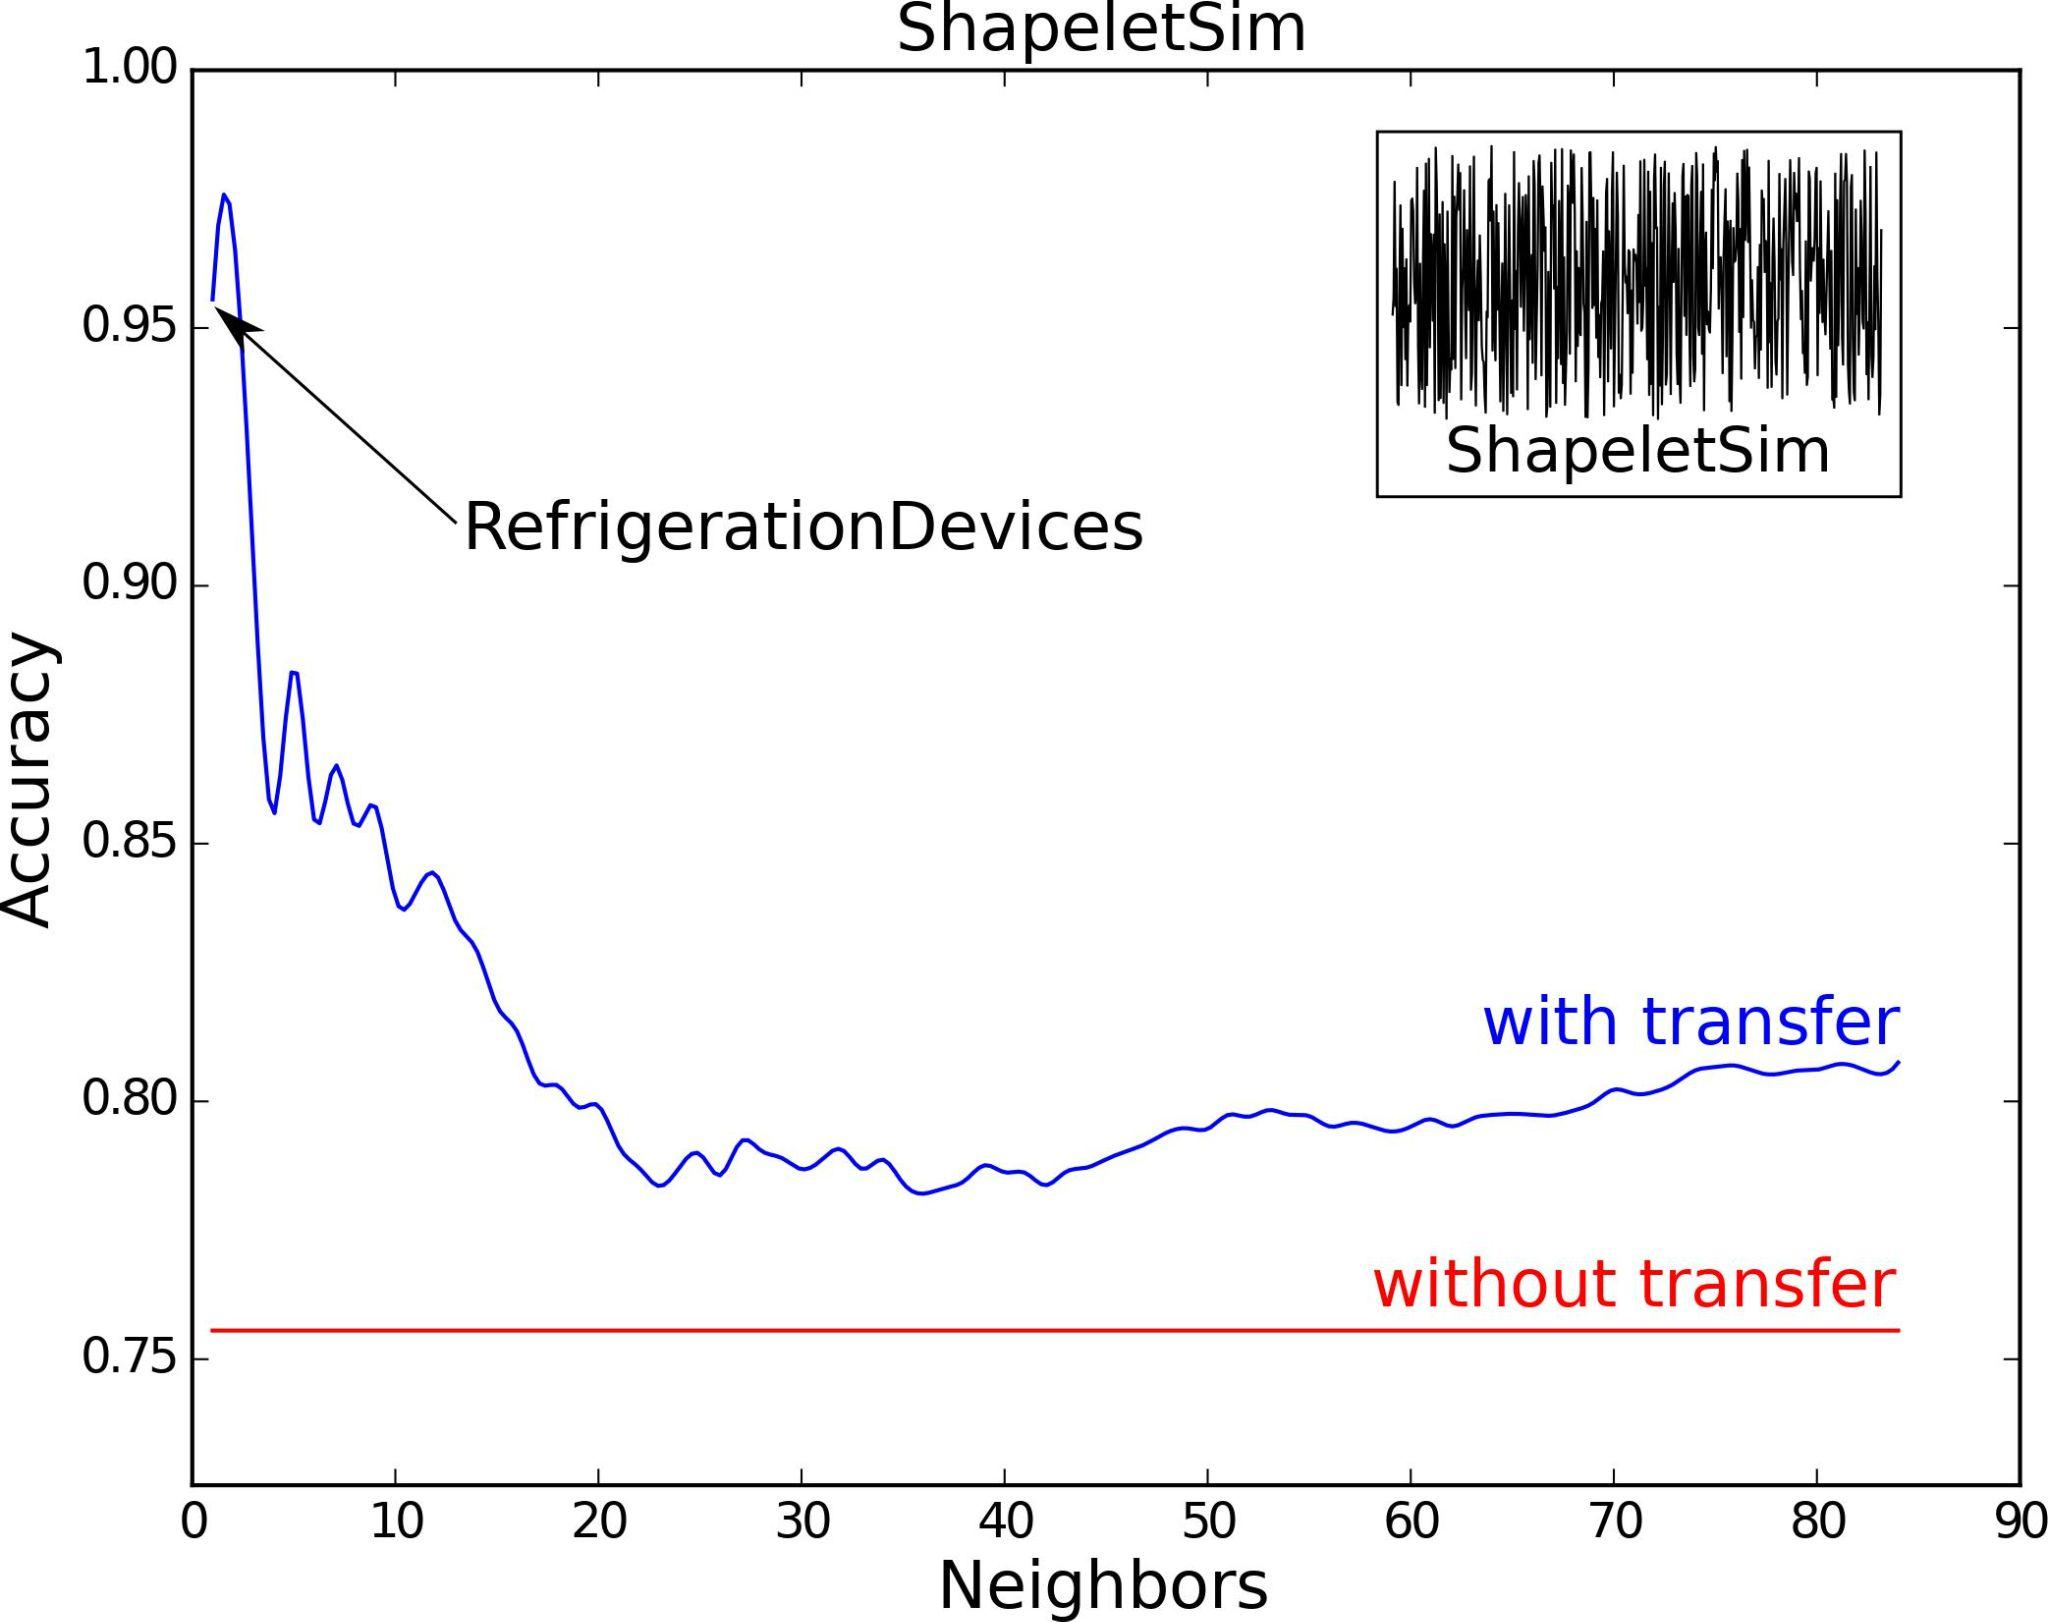 ShapeletSim
1.00
0.95
0.90
0.85
0.80
0.75
Accuracy
ShapeletSim
RefrigerationDevices
with transfer
without transfer
0 10 20 30 40 50 60 70 80 90
Neighbors